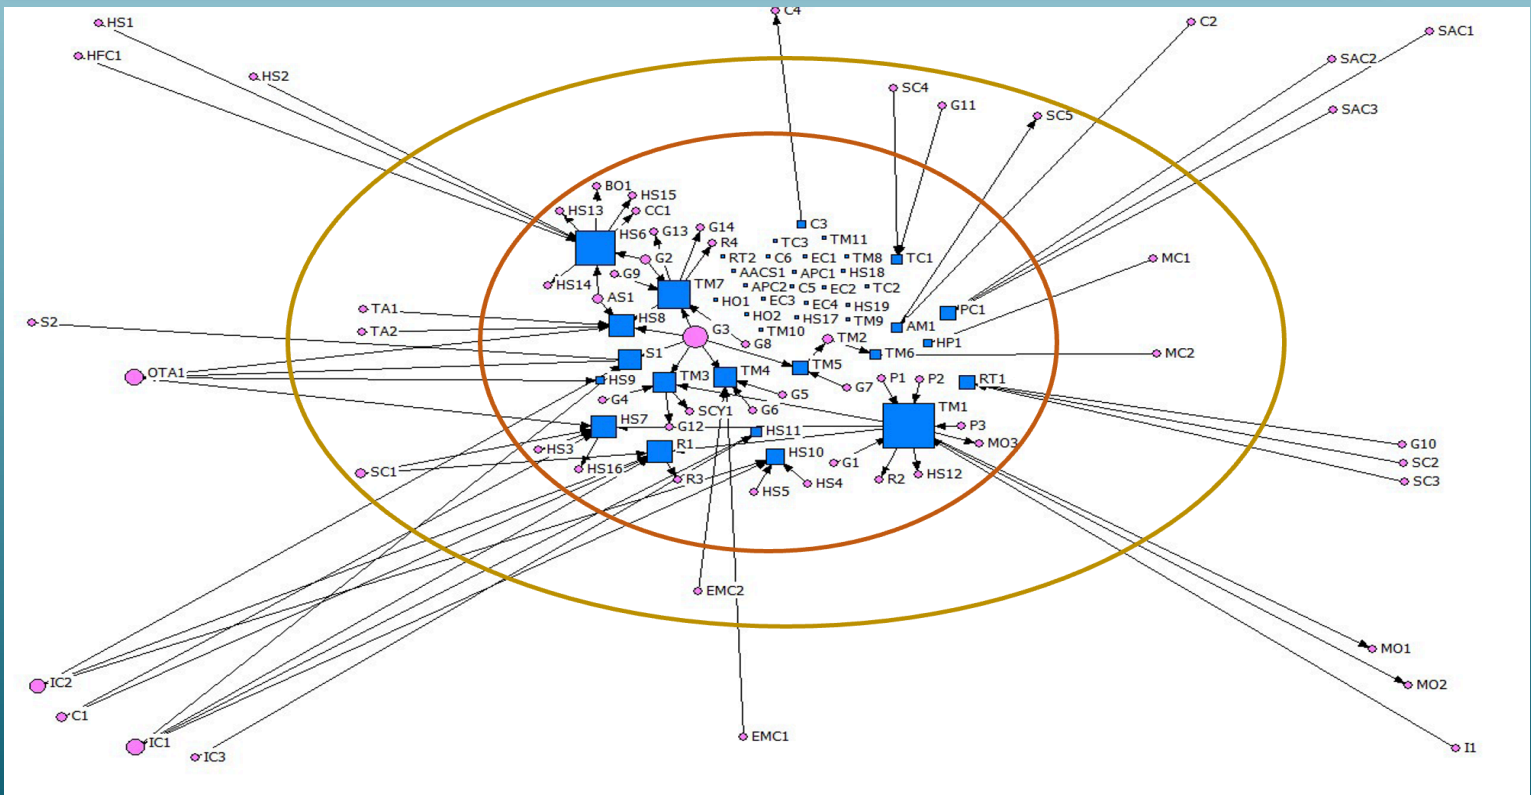 C4
HS1
C2
SAC1
HFC1
SAC2
HS2
SC4
G11
SAC3
SC5
BO1
HS15
HS13
CC1
C3
G14
HS6
G13
R4
TC3
TM11
G2
RT2
C6
EC1
TM8
TC1
MC1
G9
AACS1
APC1
HS18
HS14
TM7
APC2
C5
EC2
TC2
AS1
HO1
EC3
EC4
HS19
PC1
TA1
HS8
HO2
HS17
TM9
S2
TA2
G3
TM10
AM1
G8
TM2
HP1
S1
TM6
MC2
OTA1
HS9
TM3
TM4
TM5
P1
P2
RT1
G4
G5
G7
SCY1
G6
TM1
HS7
G12
HS11
P3
HS3
R1
MO3
G10
HS10
G1
SC2
SC1
HS16
R3
HS4
R2
HS12
SC3
HS5
EMC2
MO1
IC2
MO2
C1
EMC1
IC1
I1
IC3